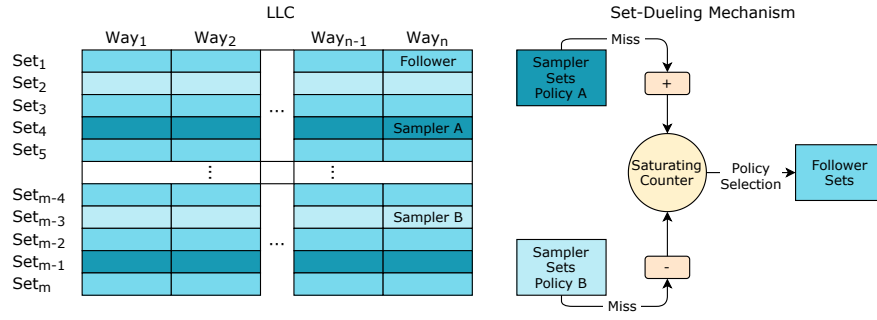 LLC
Way1 Way2 Wayn-1 Wayn
Set1 Follower
Set2
Set3
...
Set4 Sampler A
Set5
⋮ ⋮
Setm-4
Setm-3 Sampler B
Setm-2
...
Setm-1
Setm
Set-Dueling Mechanism
Sampler
Sets
Policy A
Miss
+
Saturating
Counter
Policy
Selection
Follower
Sets
Sampler
Sets
Policy B
-
Miss